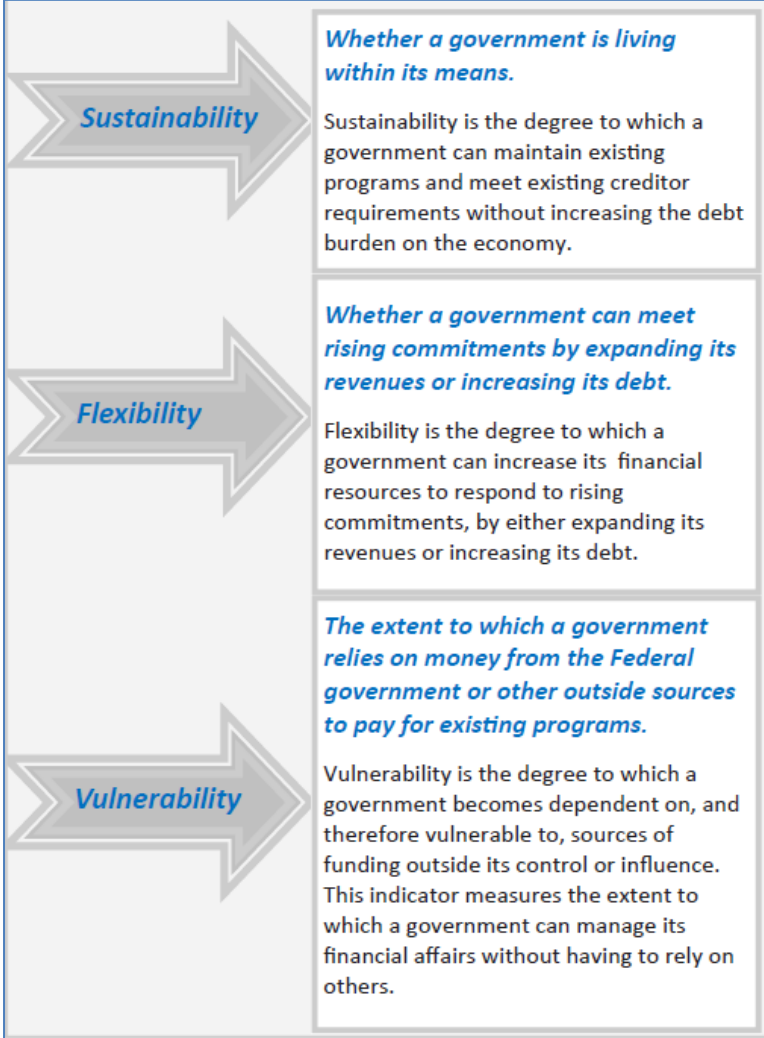 Sustainability
Whether a government is living
within its means.
Sustainability is the degree to which a
government can maintain existing
programs and meet existing creditor
requirements without increasing the debt
burden on the economy.
Flexibility
Whether a government can meet
rising commitments by expanding its
revenues or increasing its debt.
Flexibility is the degree to which a
government can increase its  financial
resources to respond to rising
commitments, by either expanding its
revenues or increasing its debt.
Vulnerability
The extent to which a government
relies on money from the Federal
government or other outside sources
to pay for existing programs.
Vulnerability is the degree to which a
government becomes dependent on, and
therefore vulnerable to, sources of
funding outside its control or influence.
This indicator measures the extent to
which a government can manage its
financial affairs without having to rely on
others.